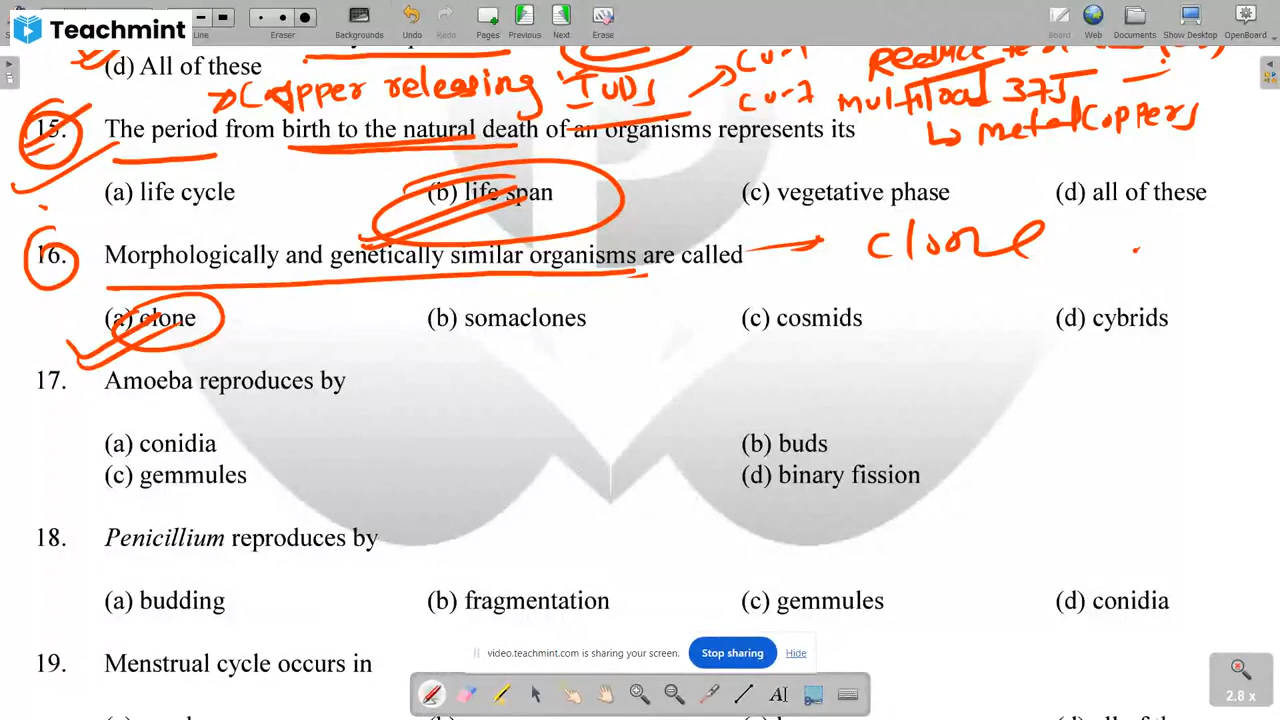 Teachmint
Eraser Backgrounds Undo Redo Pages Previous Next Erase Board Web Documents Show Desktop OpenBoard
(d) All of these
Copper releasing IUDs
Cu-7
multiload 375
metal Coppers
15. The period from birth to the natural death of an organisms represents its
(a) life cycle (b) life span (c) vegetative phase (d) all of these
16. Morphologically and genetically similar organisms are called → clone
(a) clone (b) somaclones (c) cosmids (d) cybrids
17. Amoeba reproduces by
(a) conidia (b) buds
(c) gemmules (d) binary fission
18. Penicillium reproduces by
(a) budding (b) fragmentation (c) gemmules (d) conidia
video.teachmint.com is sharing your screen. Stop sharing Hide
19. Menstrual cycle occurs in
2.8 x